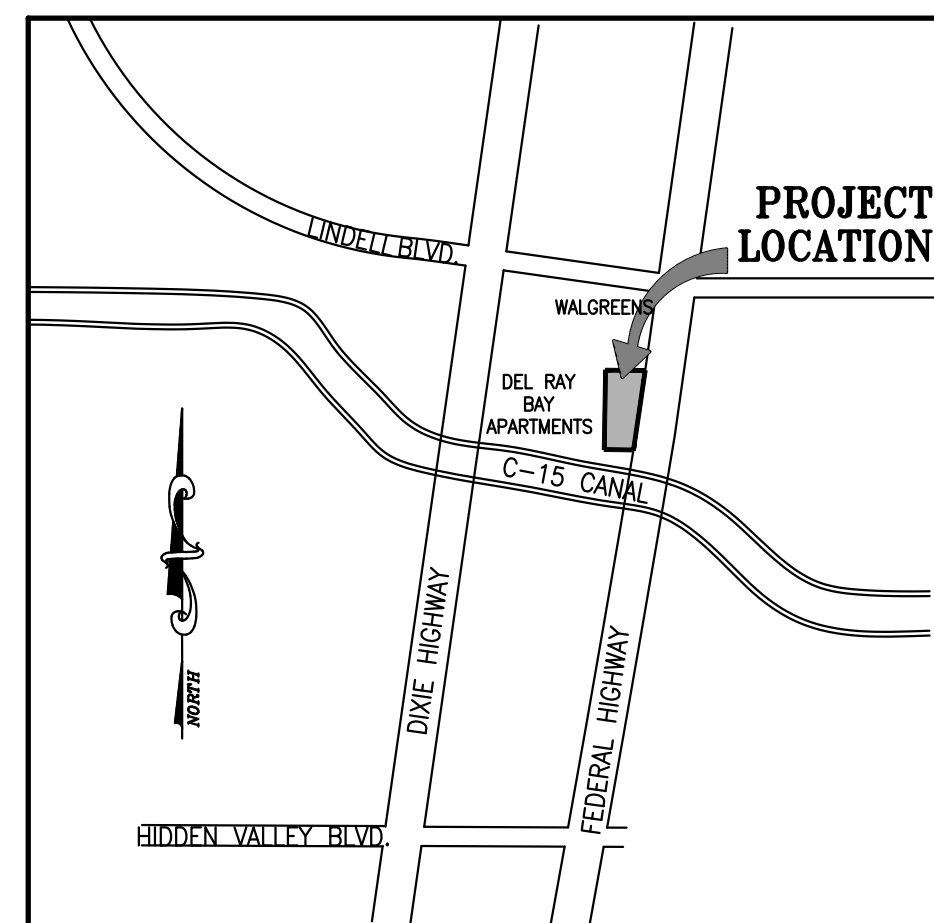 PROJECT
LOCATION
LINDELL BLVD.
WALGREENS
DEL RAY
BAY
APARTMENTS
C-15 CANAL
DIXIE HIGHWAY
FEDERAL HIGHWAY
NORTH
HIDDEN VALLEY BLVD.